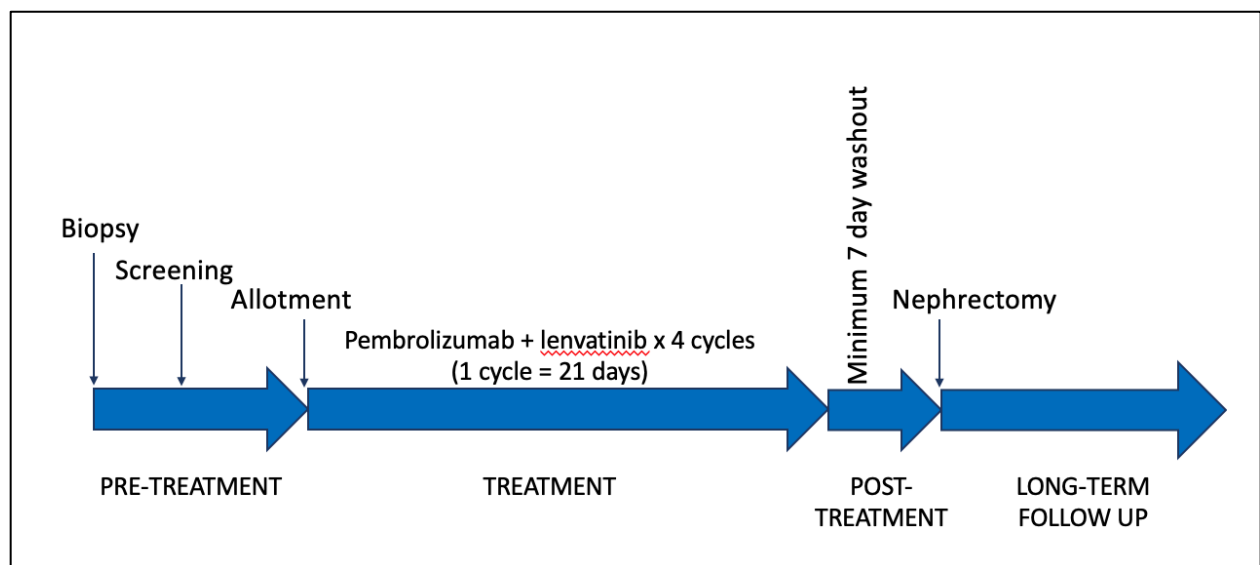 Biopsy
Screening
Allotment
Pembrolizumab + lenvatinib x 4 cycles
(1 cycle = 21 days)
Minimum 7 day washout
Nephrectomy
PRE-TREATMENT
TREATMENT
POST-
TREATMENT
LONG-TERM
FOLLOW UP